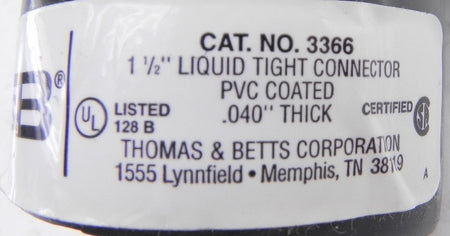 CAT. NO. 3366
1 ½" LIQUID TIGHT CONNECTOR
PVC COATED
.040" THICK
B®
UL LISTED
128 B
CERTIFIED
THOMAS & BETTS CORPORATION
1555 Lynnfield • Memphis, TN 38119
A